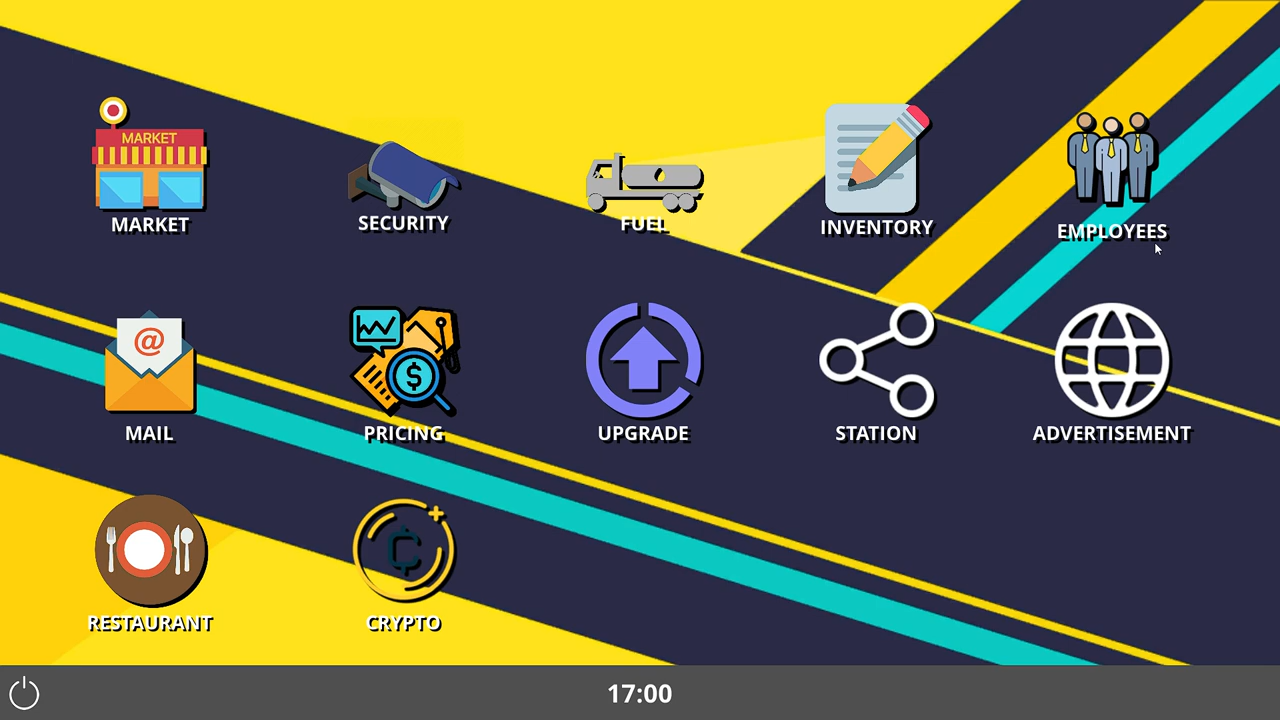 MARKET
MARKET
SECURITY
FUEL
INVENTORY
EMPLOYEES
@
MAIL
$
PRICING
UPGRADE
STATION
ADVERTISEMENT
RESTAURANT
C
CRYPTO
17:00